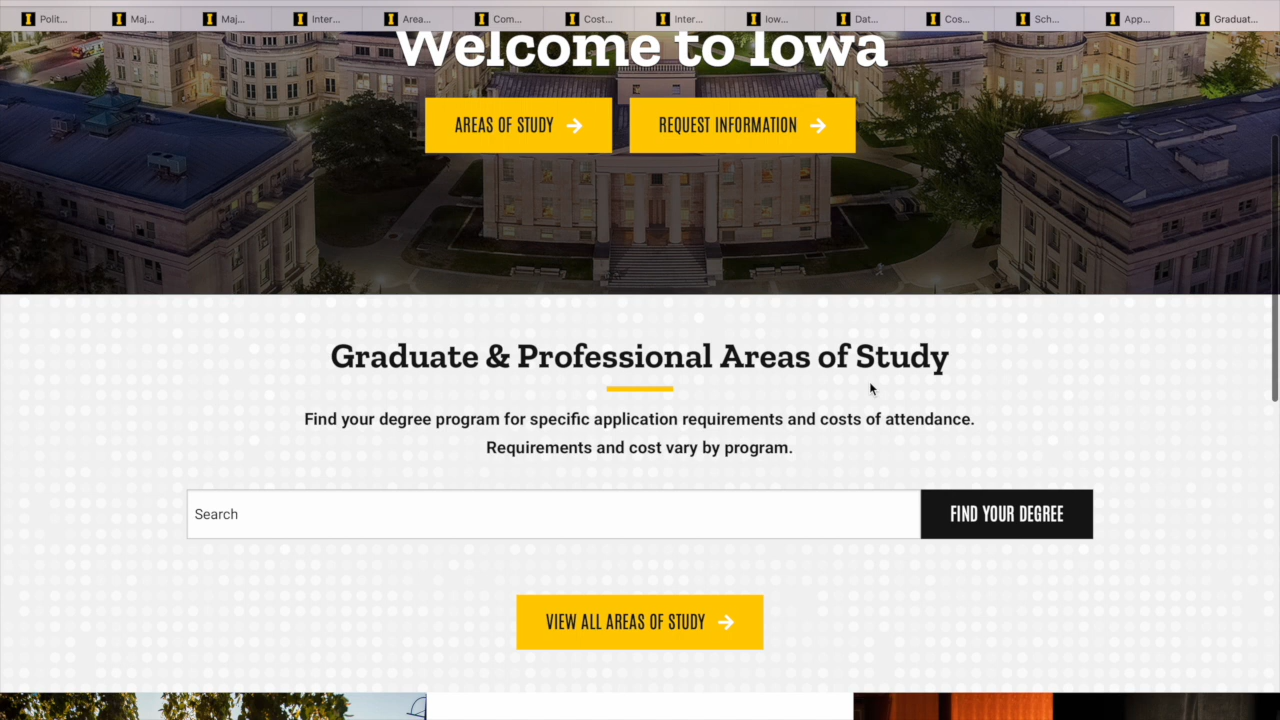 Polit...
Maj...
Maj...
Inter...
Area...
Com...
Cost...
Inter...
Iow...
Dat...
Cos...
Sch...
App...
Graduat...
Welcome to Iowa
AREAS OF STUDY
REQUEST INFORMATION
Graduate & Professional Areas of Study
Find your degree program for specific application requirements and costs of attendance.
Requirements and cost vary by program.
Search
FIND YOUR DEGREE
VIEW ALL AREAS OF STUDY